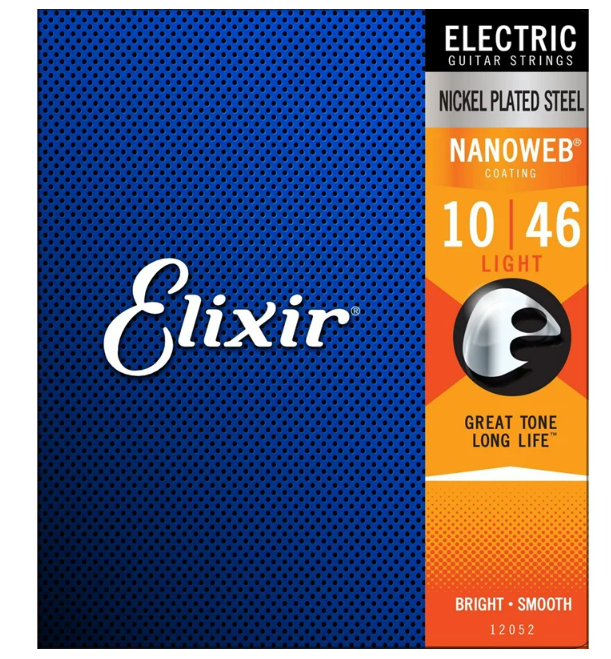 ELECTRIC
GUITAR STRINGS
NICKEL PLATED STEEL
NANOWEB®
COATING
10 | 46
LIGHT
Elixir®
GREAT TONE
LONG LIFE™
BRIGHT • SMOOTH
12052